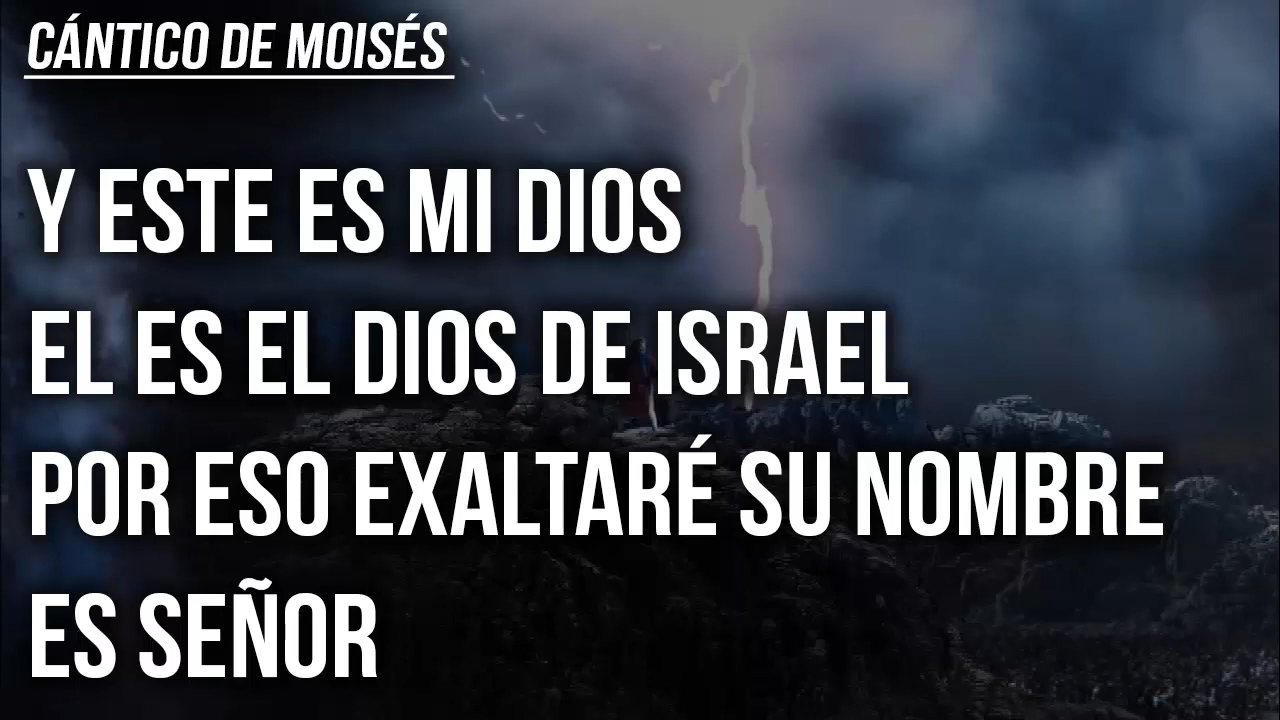 CÁNTICO DE MOISÉS
Y ESTE ES MI DIOS
EL ES EL DIOS DE ISRAEL
POR ESO EXALTARÉ SU NOMBRE
ES SEÑOR